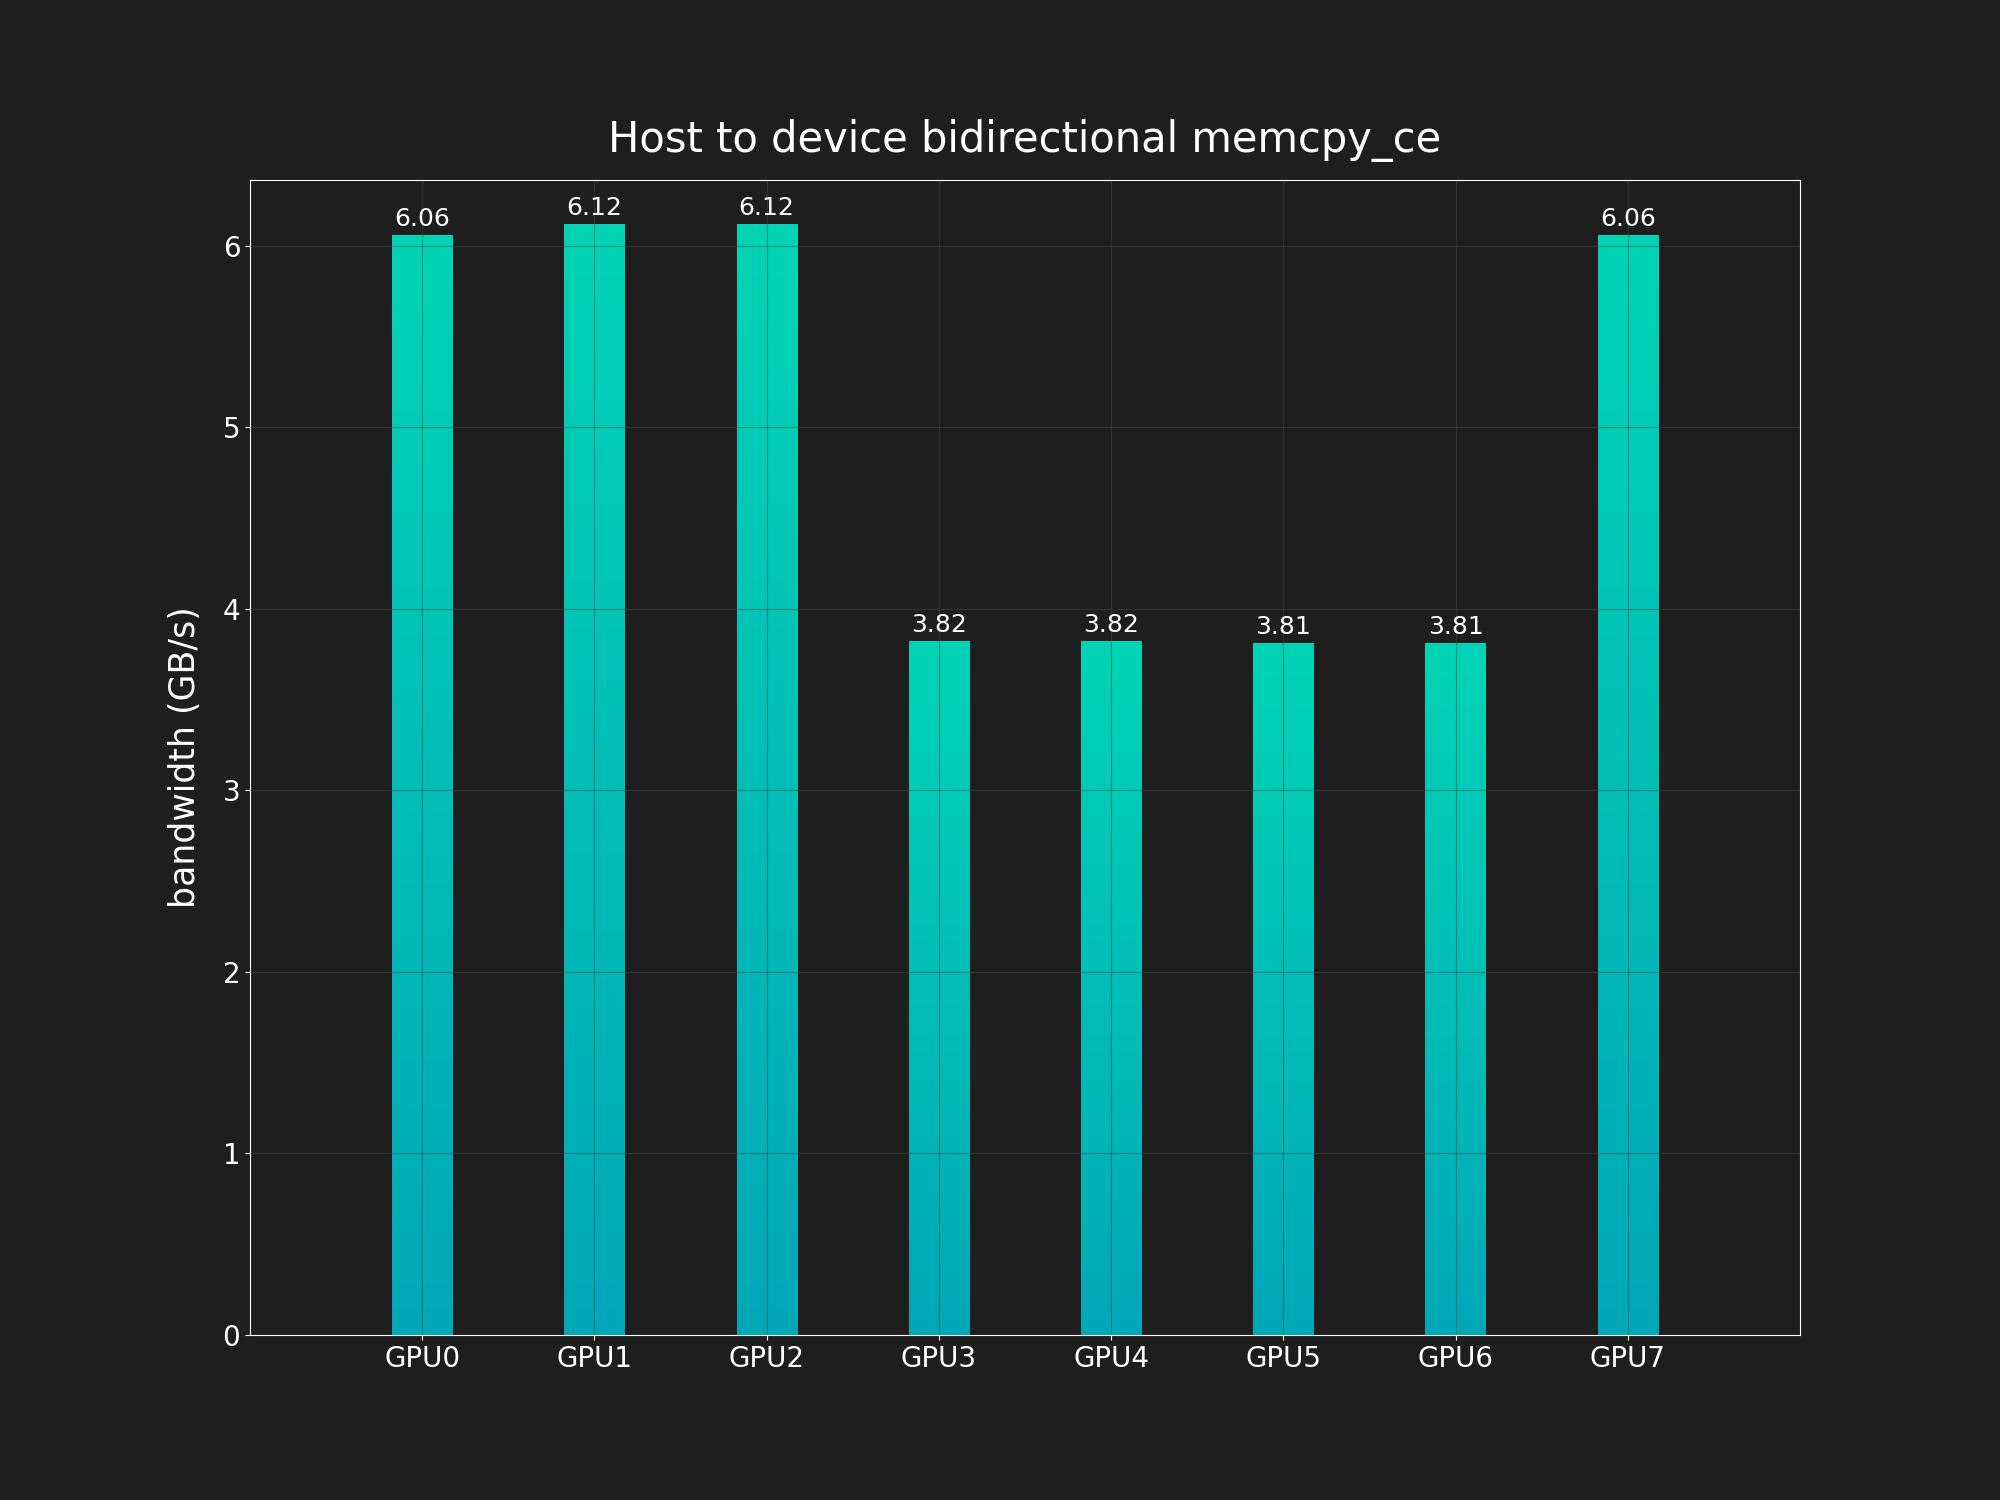 Host to device bidirectional memcpy_ce
6.06 6.12 6.12 3.82 3.82 3.81 3.81 6.06
bandwidth (GB/s)
6
5
4
3
2
1
0
GPU0 GPU1 GPU2 GPU3 GPU4 GPU5 GPU6 GPU7